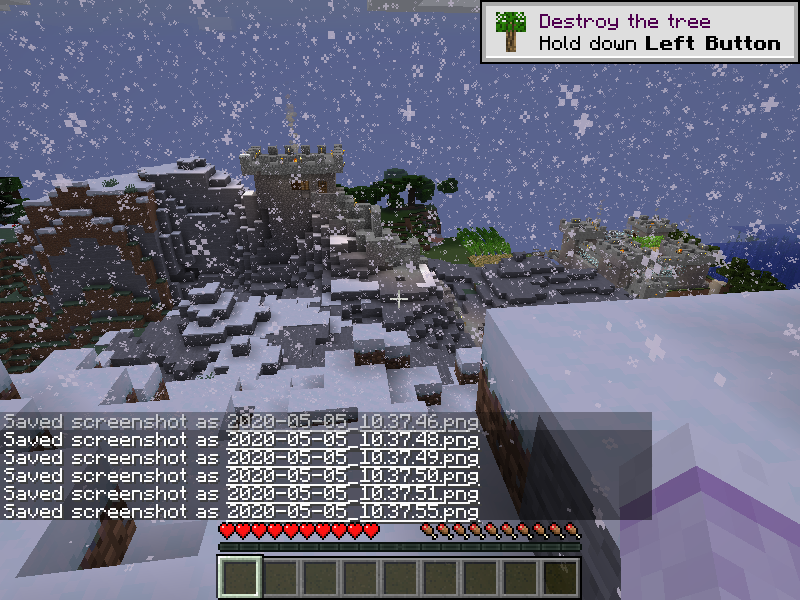 Destroy the tree
Hold down Left Button
Saved screenshot as 2020-05-05_10.37.46.png
Saved screenshot as 2020-05-05_10.37.48.png
Saved screenshot as 2020-05-05_10.37.49.png
Saved screenshot as 2020-05-05_10.37.50.png
Saved screenshot as 2020-05-05_10.37.51.png
Saved screenshot as 2020-05-05_10.37.55.png